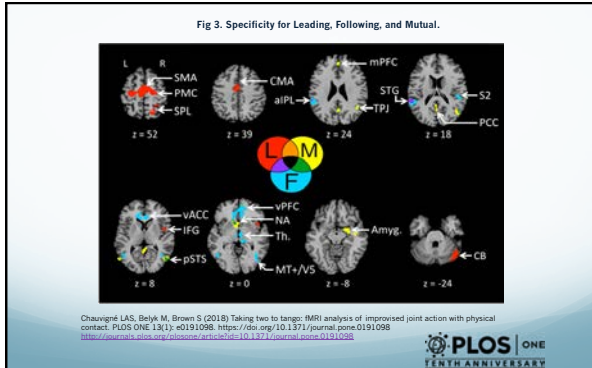 Fig 3. Specificity for Leading, Following, and Mutual.
L R
SMA
PMC
SPL
z = 52
CMA
z = 39
mPFC
aIPL
TPJ
z = 24
STG
S2
PCC
z = 18
L M
F
vACC
IFG
pSTS
z = 8
vPFC
NA
Th.
MT+/V5
z = 0
Amyg.
z = -8
CB
z = -24
Chauvigné LAS, Belyk M, Brown S (2018) Taking two to tango: fMRI analysis of improvised joint action with physical
contact. PLOS ONE 13(1): e0191098. https://doi.org/10.1371/journal.pone.0191098
http://journals.plos.org/plosone/article?id=10.1371/journal.pone.0191098
PLOS ONE
TENTH ANNIVERSARY